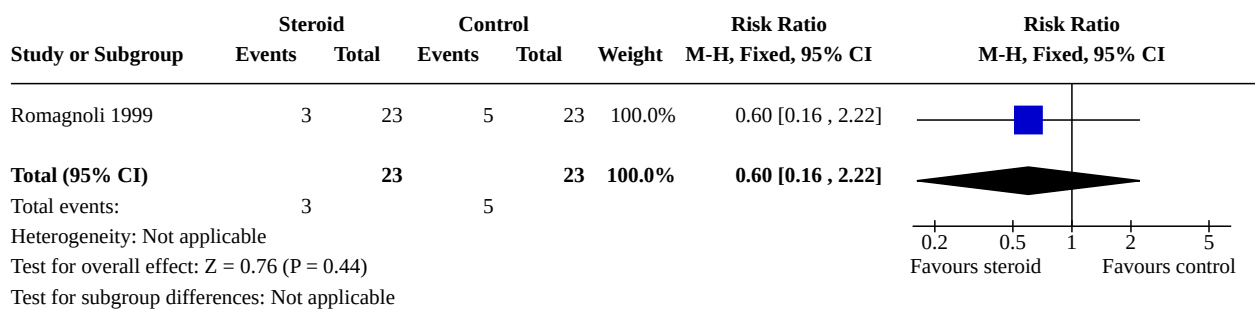 Steroid Control Risk Ratio Risk Ratio
Study or Subgroup Events Total Events Total Weight M-H, Fixed, 95% CI M-H, Fixed, 95% CI
Romagnoli 1999 3 23 5 23 100.0% 0.60 [0.16 , 2.22]
Total (95% CI) 23 23 100.0% 0.60 [0.16 , 2.22]
Total events: 3 5
Heterogeneity: Not applicable 0.2 0.5 1 2 5
Test for overall effect: Z = 0.76 (P = 0.44) Favours steroid Favours control
Test for subgroup differences: Not applicable